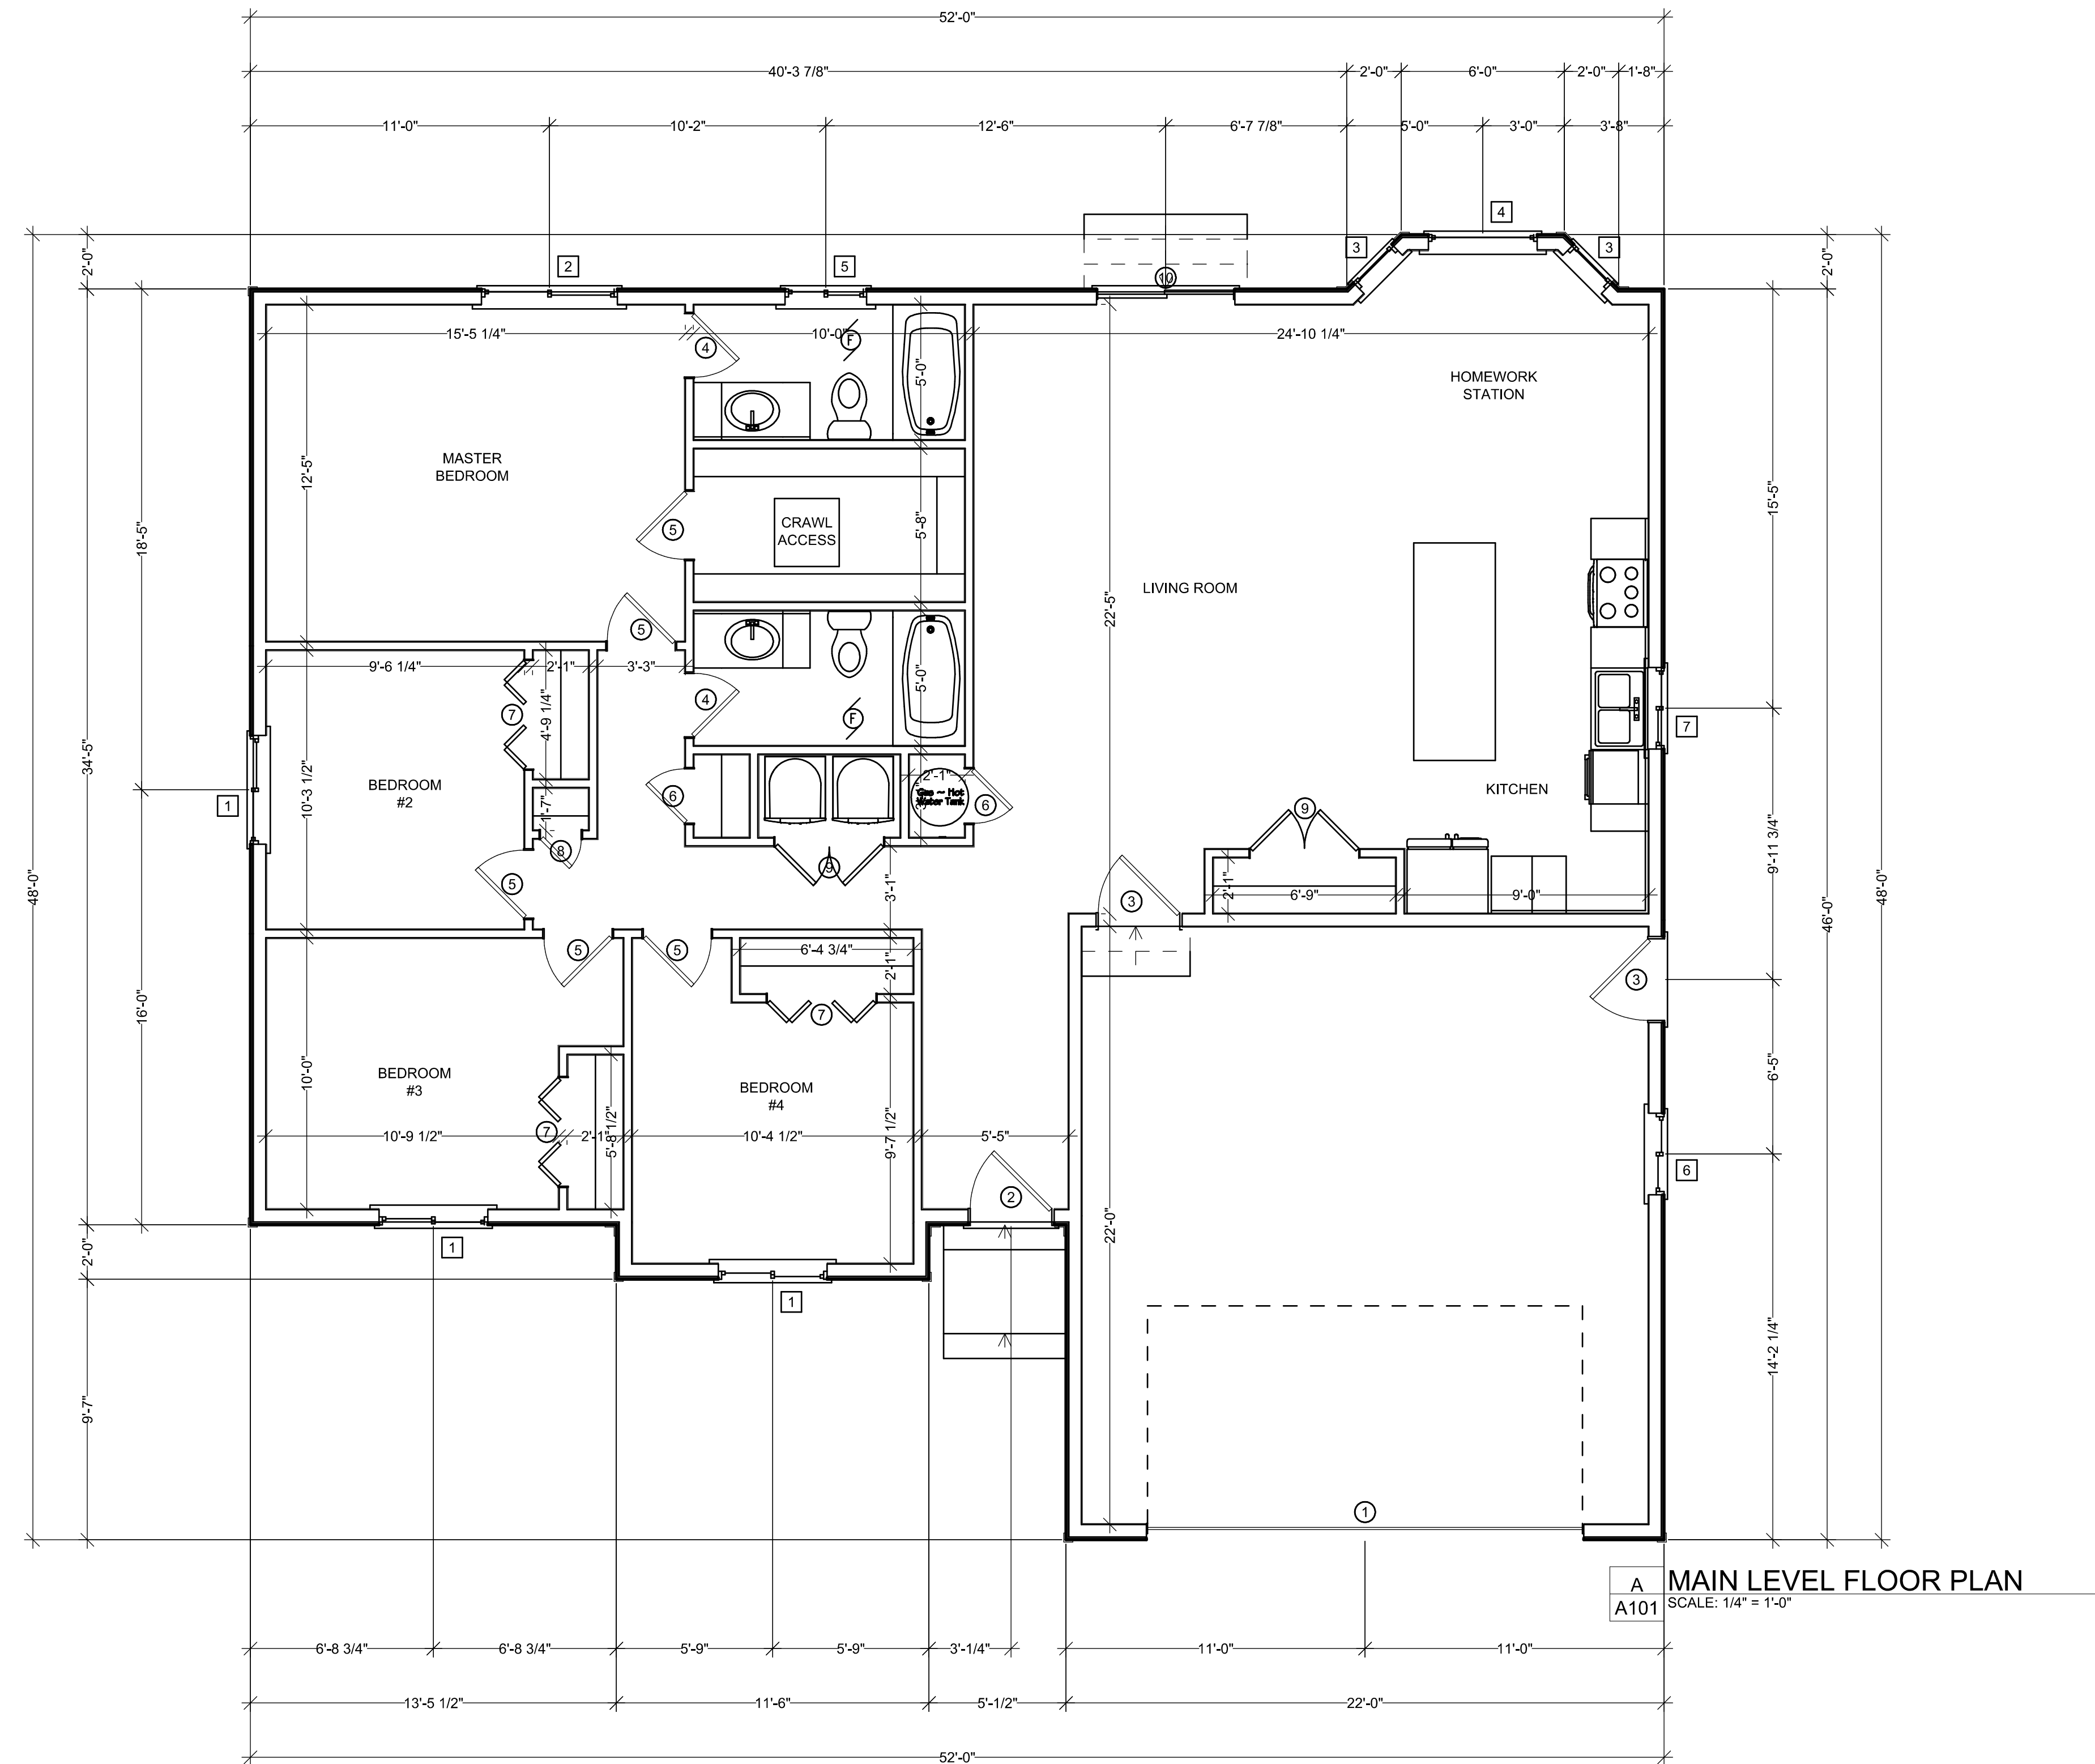 52'-0"
40'-3 7/8" 2'-0" 6'-0" 2'-0" 1'-8"
11'-0" 10'-2" 12'-6" 6'-7 7/8" 5'-0" 3'-0" 3'-8"
4
3 3
2'-0" 2'-0"
2 5 10
15'-5 1/4" 4 10'-0" F 24'-10 1/4"
5'-0"
HOMEWORK
STATION
MASTER
BEDROOM
12'-5"
18'-5"
15'-5"
5
CRAWL
ACCESS
5'-8"
LIVING ROOM
22'-5"
5
9'-6 1/4" 2'-1" 3'-3"
5'-0"
4
7
4'-9 1/4"
F
7
34'-5"
1
BEDROOM
#2
10'-3 1/2"
1'-7"
6
2'-1"
Gas ~ Hot
Water Tank
6
KITCHEN
9
8
9
9'-11 3/4"
48'-0"
46'-0"
48'-0"
5
3'-1"
3
2'-1"
6'-9" 9'-0"
5 5
6'-4 3/4"
2'-1"
3
16'-0"
7
6'-5"
BEDROOM
#3
10'-0"
BEDROOM
#4
10'-9 1/2" 7 2'-1" 10'-4 1/2" 5'-5"
5'-8 1/2"
9'-7 1/2"
6
2
22'-0"
1
2'-0"
1
14'-2 1/4"
9'-7"
1
A MAIN LEVEL FLOOR PLAN
A101 SCALE: 1/4" = 1'-0"
6'-8 3/4" 6'-8 3/4" 5'-9" 5'-9" 3'-1/4" 11'-0" 11'-0"
13'-5 1/2" 11'-6" 5'-1/2" 22'-0"
52'-0"